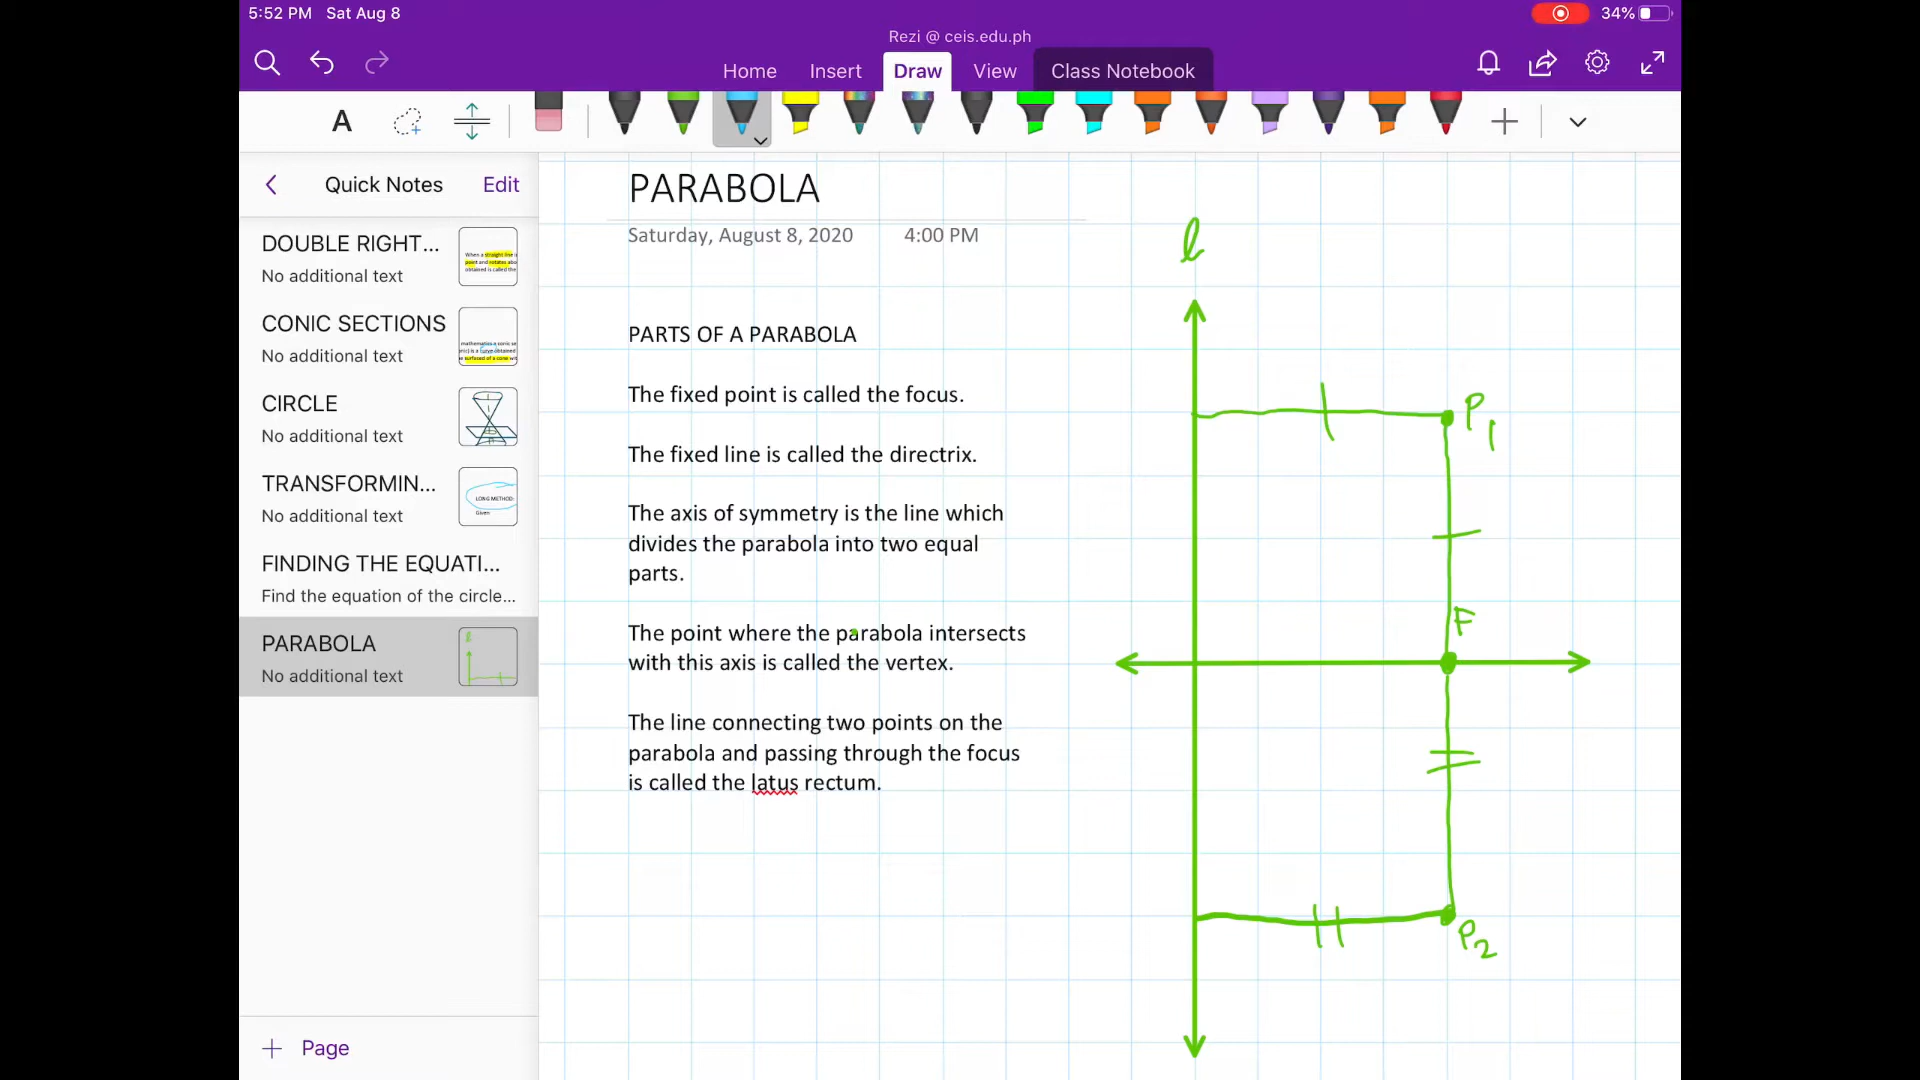 5:52 PM Sat Aug 8
34%
Rezi @ ceis.edu.ph
Home Insert Draw View Class Notebook
A
Quick Notes Edit
DOUBLE RIGHT...
No additional text
CONIC SECTIONS
No additional text
CIRCLE
No additional text
TRANSFORMIN...
No additional text
FINDING THE EQUATI...
Find the equation of the circle...
PARABOLA
No additional text
+ Page
PARABOLA
Saturday, August 8, 2020 4:00 PM
PARTS OF A PARABOLA
The fixed point is called the focus.
The fixed line is called the directrix.
The axis of symmetry is the line which
divides the parabola into two equal
parts.
The point where the parabola intersects
with this axis is called the vertex.
The line connecting two points on the
parabola and passing through the focus
is called the latus rectum.
l
P1
F
P2